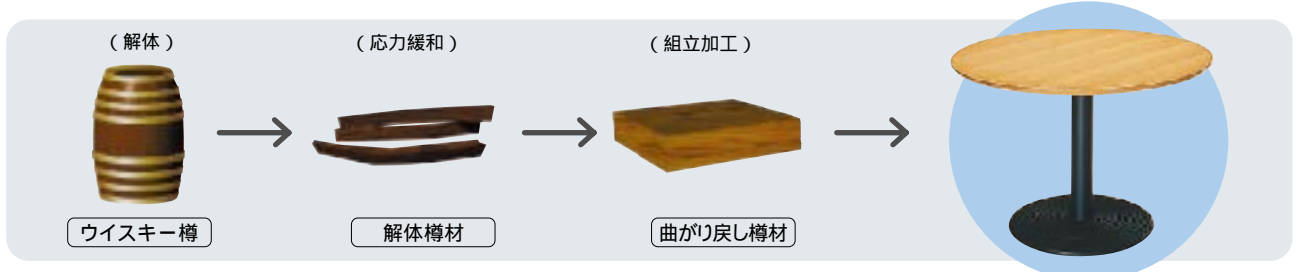 （解体）
（応力緩和）
（組立加工）
ウイスキー樽
解体樽材
曲がり戻し樽材